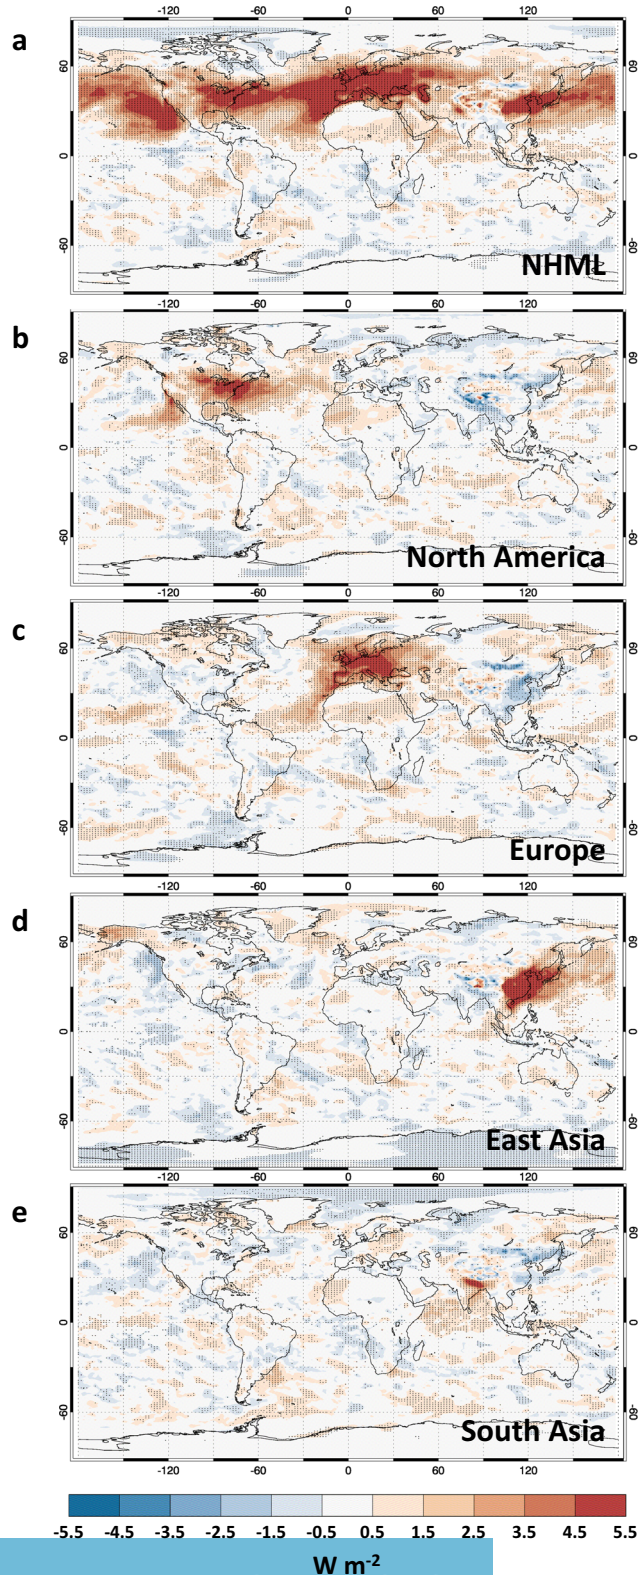 -120 -60 0 60 120
a
60 60
0 0
-60 -60
NHML
-120 -60 0 60 120
b
60 60
0 0
-60 -60
North America
-120 -60 0 60 120
c
60 60
0 0
-60 -60
Europe
-120 -60 0 60 120
d
60 60
0 0
-60 -60
East Asia
-120 -60 0 60 120
e
60 60
0 0
-60 -60
South Asia
-120 -60 0 60 120
-5.5 -4.5 -3.5 -2.5 -1.5 -0.5 0.5 1.5 2.5 3.5 4.5 5.5
W m-2